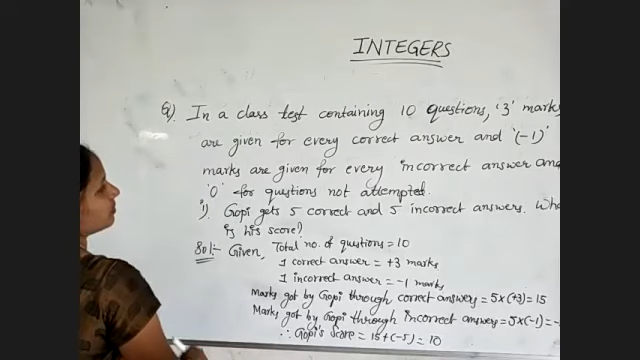 INTEGERS
Q). In a class test containing 10 questions, '3' marks
are given for every correct answer and '(-1)'
marks are given for every incorrect answer and
'0' for questions not attempted.
i). Gopi gets 5 correct and 5 incorrect answers. Wha
is his score?
Sol:- Given, Total no. of questions = 10
1 correct answer = +3 marks
1 incorrect answer = -1 marks
Marks got by Gopi through correct answers = 5x(+3) = 15
Marks got by Gopi through incorrect answers = 5x(-1) = -
∴ Gopi's score = 15+(-5) = 10